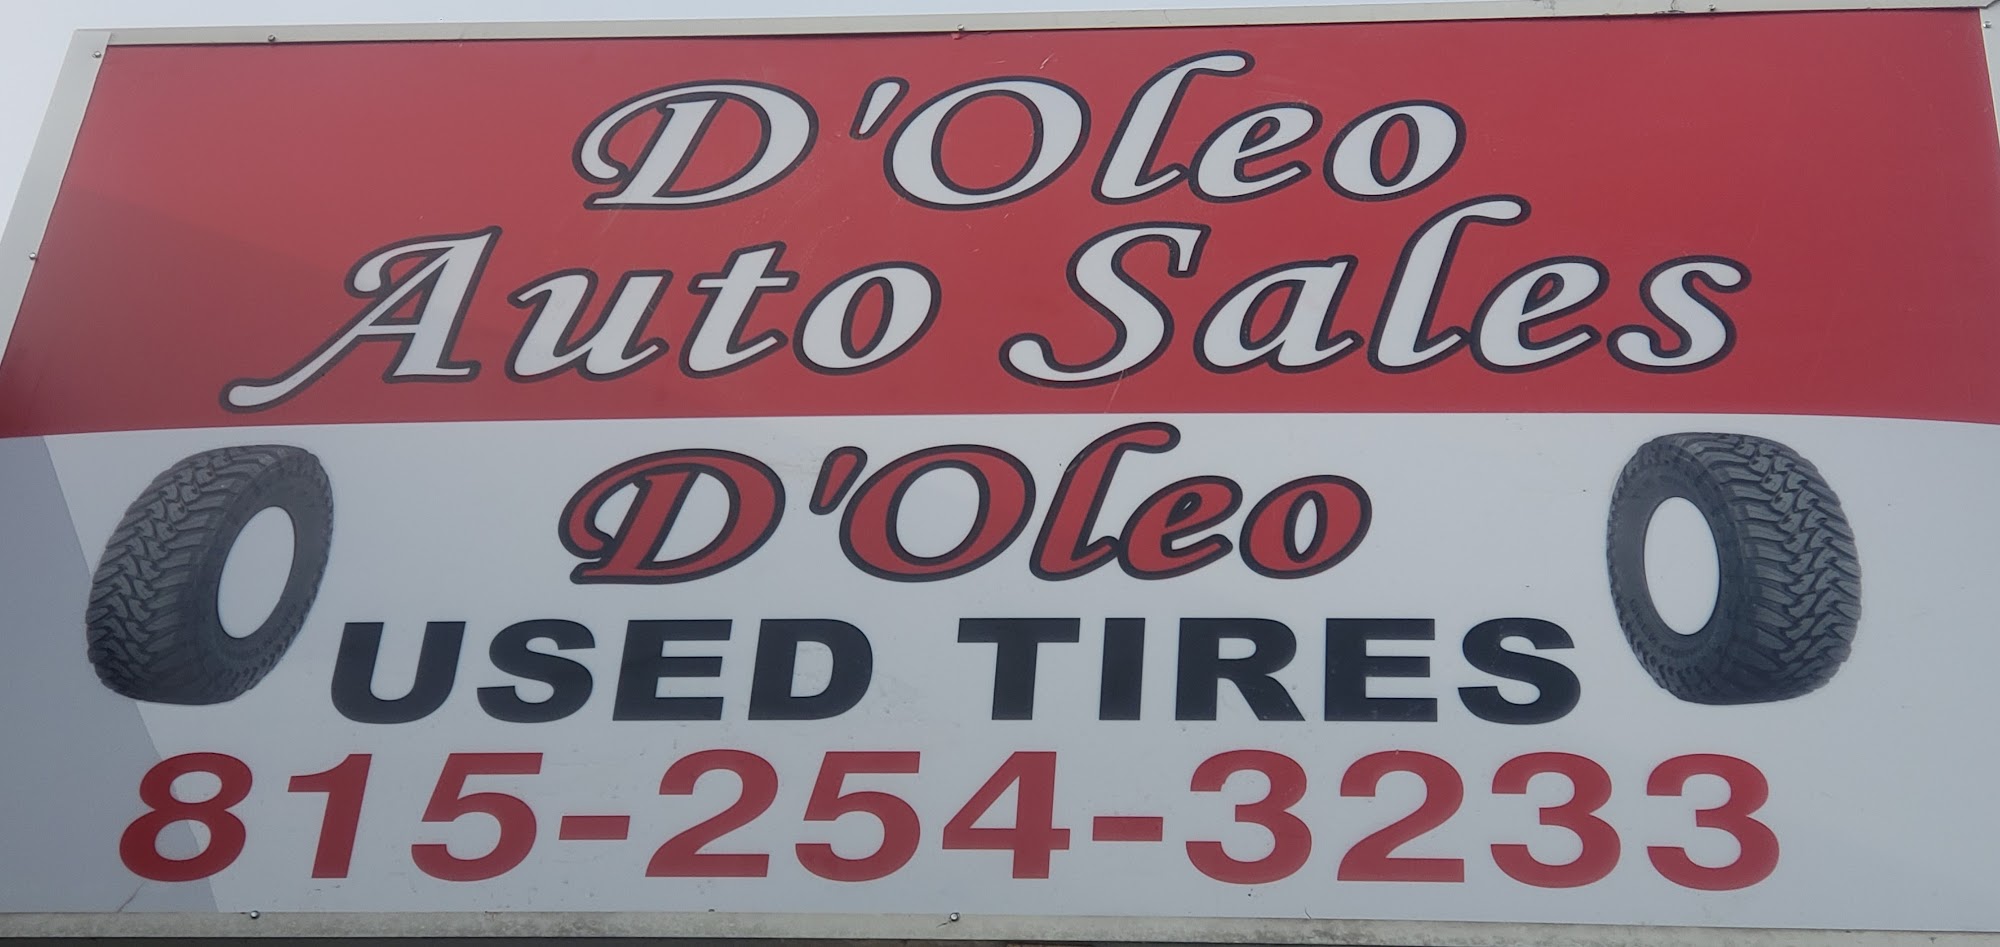 D'Oleo
Auto Sales
D'Oleo
USED TIRES
815-254-3233